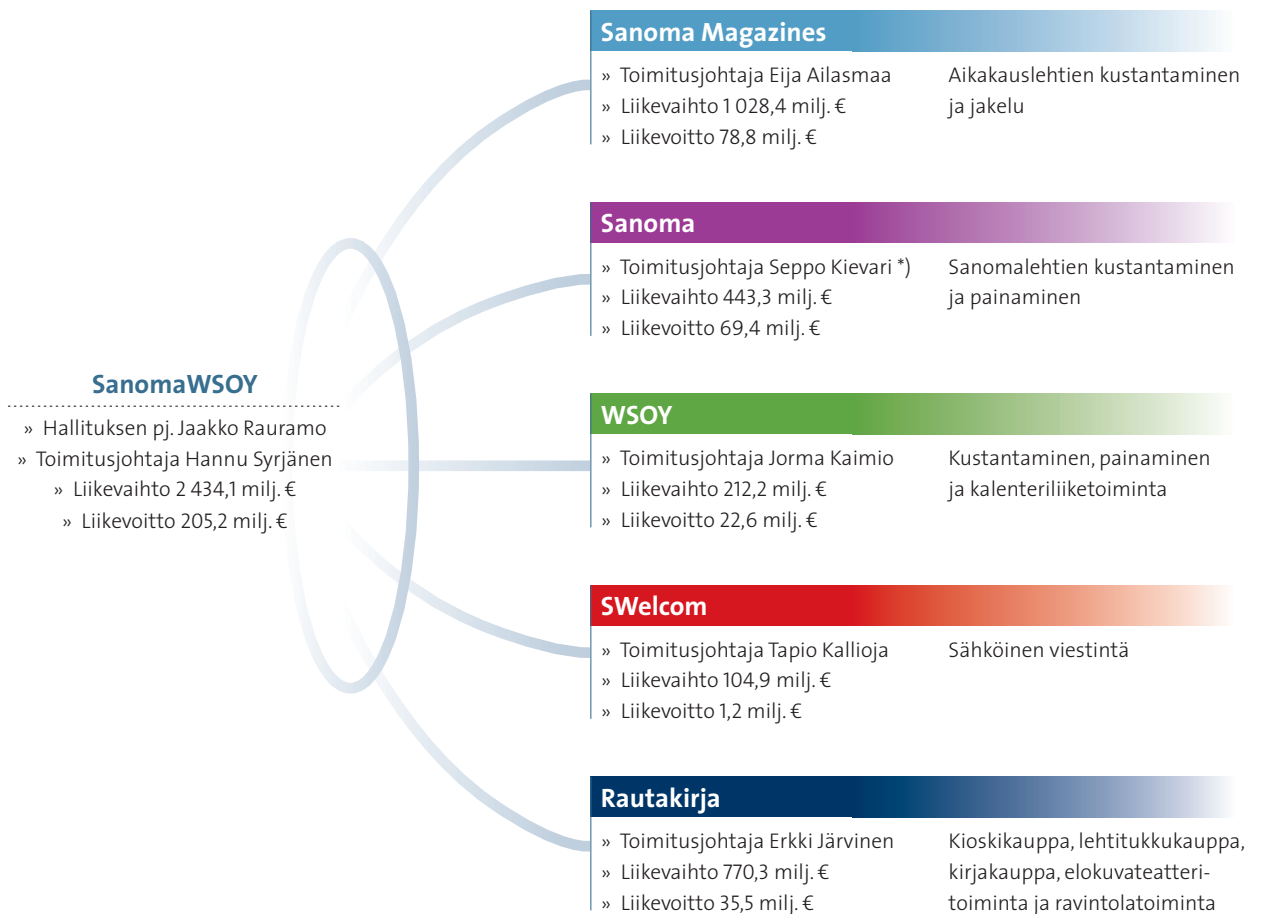 SanomaWSOY
» Hallituksen pj. Jaakko Rauramo
» Toimitusjohtaja Hannu Syrjänen
» Liikevaihto 2 434,1 milj. €
» Liikevoitto 205,2 milj. €
Sanoma Magazines
» Toimitusjohtaja Eija Ailasmaa
» Liikevaihto 1 028,4 milj. €
» Liikevoitto 78,8 milj. €
Aikakauslehtien kustantaminen
ja jakelu
Sanoma
» Toimitusjohtaja Seppo Kievari *)
» Liikevaihto 443,3 milj. €
» Liikevoitto 69,4 milj. €
Sanomalehtien kustantaminen
ja painaminen
WSOY
» Toimitusjohtaja Jorma Kaimio
» Liikevaihto 212,2 milj. €
» Liikevoitto 22,6 milj. €
Kustantaminen, painaminen
ja kalenteriliiketoiminta
SWelcom
» Toimitusjohtaja Tapio Kallioja
» Liikevaihto 104,9 milj. €
» Liikevoitto 1,2 milj. €
Sähköinen viestintä
Rautakirja
» Toimitusjohtaja Erkki Järvinen
» Liikevaihto 770,3 milj. €
» Liikevoitto 35,5 milj. €
Kioskikauppa, lehtitukkukauppa,
kirjakauppa, elokuvateatteri-
toiminta ja ravintolatoiminta